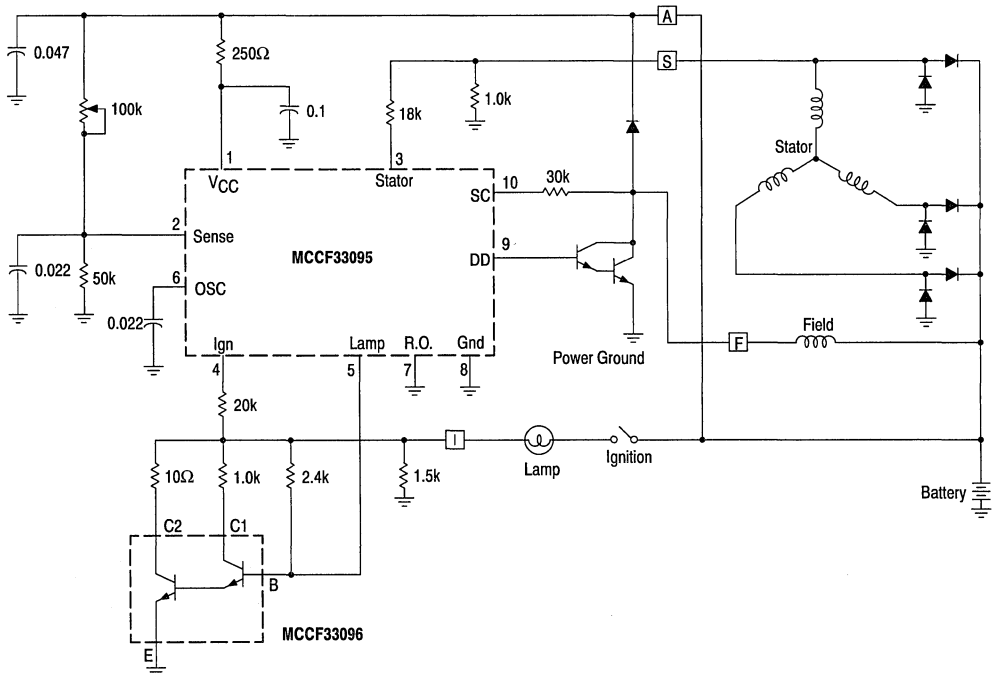 A
0.047
250Ω
S
100k
0.1
18k
1.0k
1
3
Stator
VCC
Stator
10
SC
30k
2
Sense
MCCF33095
9
DD
6
50k
OSC
0.022
0.022
Field
Ign
Lamp
R.O.
Gnd
Power Ground
F
4
5
7
8
20k
I
Lamp
Ignition
10Ω
1.0k
2.4k
1.5k
Battery
C2
C1
B
MCCF33096
E